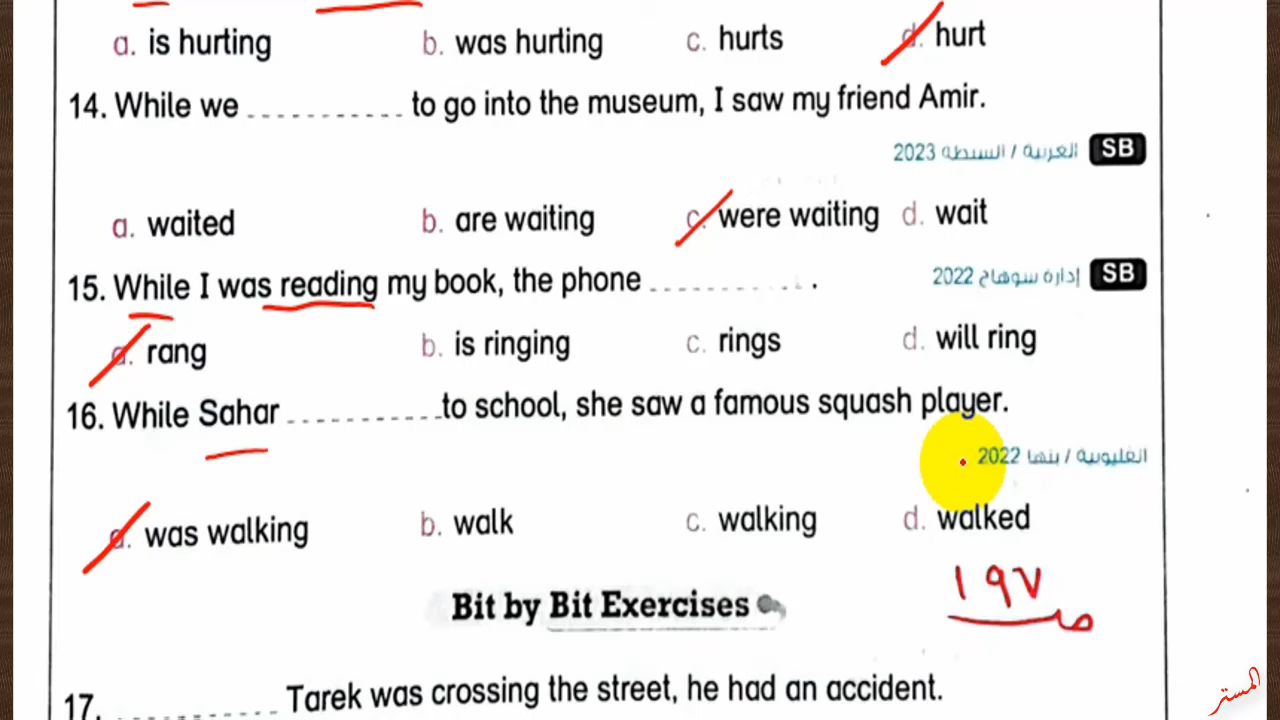 a. is hurting b. was hurting c. hurts d. hurt
14. While we ............ to go into the museum, I saw my friend Amir.
الغربية / السنطة 2023 SB
a. waited b. are waiting c. were waiting d. wait
15. While I was reading my book, the phone ............ .
إدارة سوهاج 2022 SB
a. rang b. is ringing c. rings d. will ring
16. While Sahar ............ to school, she saw a famous squash player.
القليوبية / بنها 2022
a. was walking b. walk c. walking d. walked
١٩٧
ص
Bit by Bit Exercises
17. ............ Tarek was crossing the street, he had an accident.
المستر